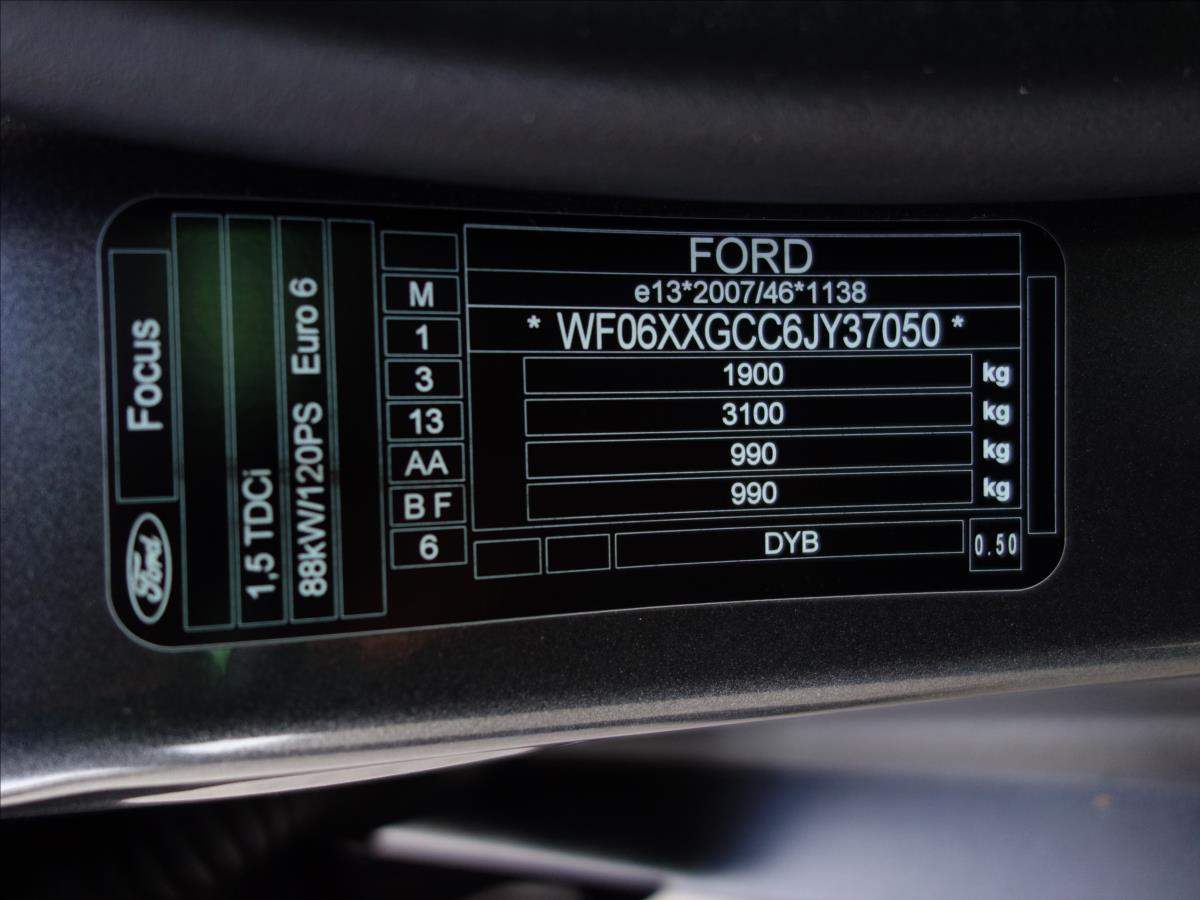 Focus
Ford
1,5 TDCi
88kW/120PS Euro 6
M
1
3
13
AA
B F
6
FORD
e13*2007/46*1138
* WF06XXGCC6JY37050 *
1900 kg
3100 kg
990 kg
990 kg
DYB 0.50